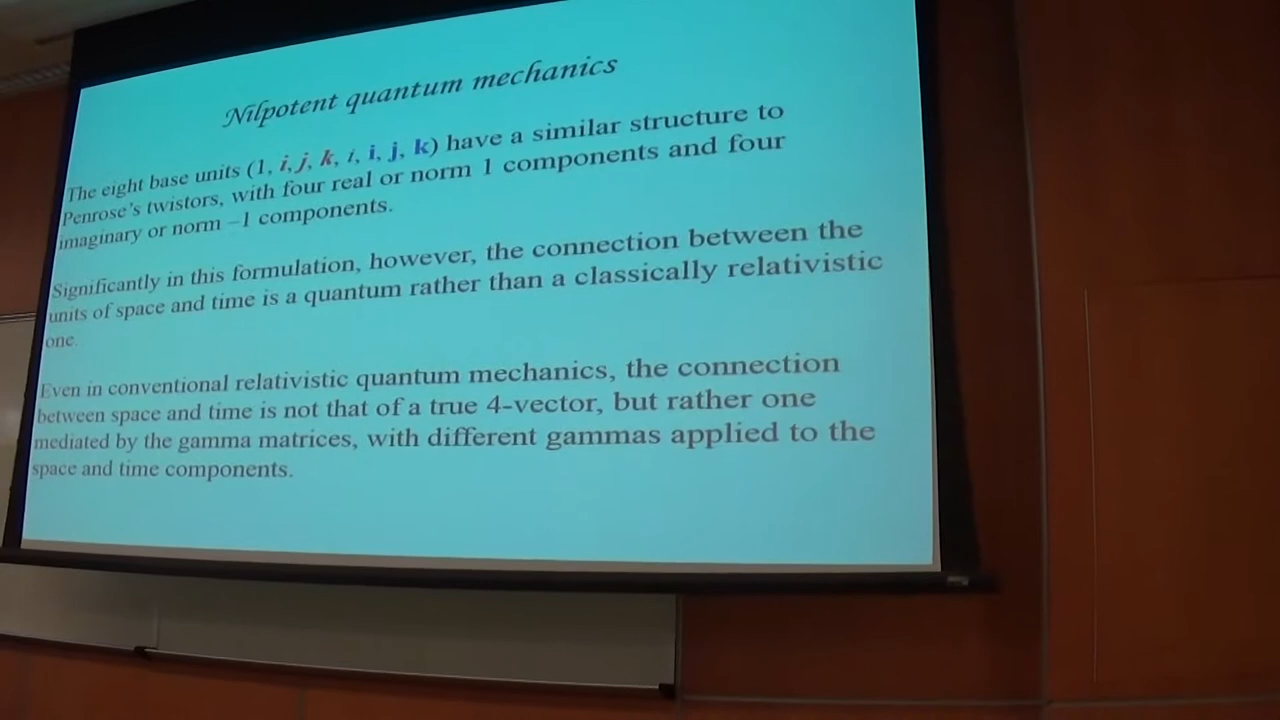 Nilpotent quantum mechanics
The eight base units (1, i, j, k, i, i, j, k) have a similar structure to
Penrose's twistors, with four real or norm 1 components and four
imaginary or norm –1 components.
Significantly in this formulation, however, the connection between the
units of space and time is a quantum rather than a classically relativistic
one.
Even in conventional relativistic quantum mechanics, the connection
between space and time is not that of a true 4-vector, but rather one
mediated by the gamma matrices, with different gammas applied to the
space and time components.